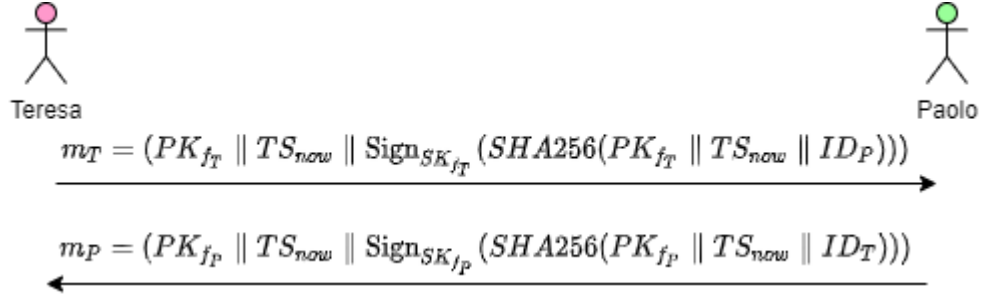 Teresa
Paolo
m_T = (PK_{f_T} ∥ TS_{now} ∥ Sign_{SK_{f_T}}(SHA256(PK_{f_T} ∥ TS_{now} ∥ ID_P)))
m_P = (PK_{f_P} ∥ TS_{now} ∥ Sign_{SK_{f_P}}(SHA256(PK_{f_P} ∥ TS_{now} ∥ ID_T)))